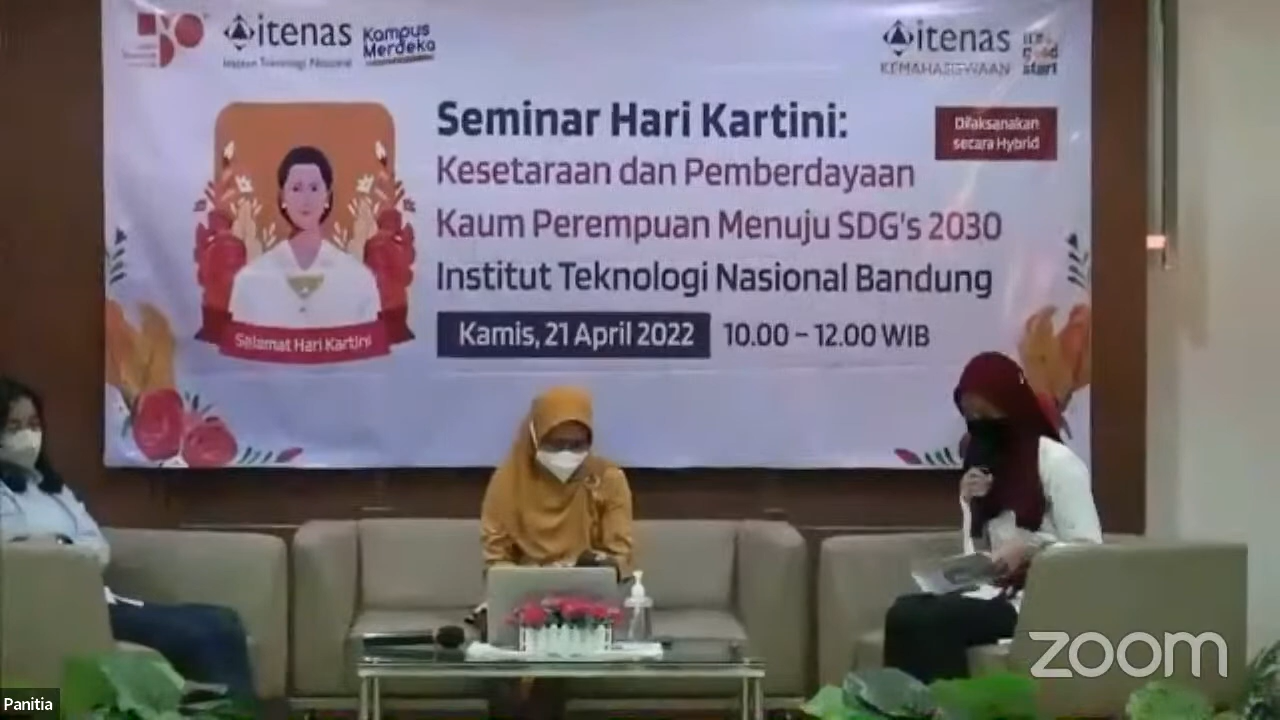 itenas
Institut Teknologi Nasional
Kampus
Merdeka
itenas
KEMAHASISWAAN
start
Seminar Hari Kartini:
Kesetaraan dan Pemberdayaan
Kaum Perempuan Menuju SDG's 2030
Institut Teknologi Nasional Bandung
Dilaksanakan
secara Hybrid
Kamis, 21 April 2022
10.00 – 12.00 WIB
Selamat Hari Kartini
zoom
Panitia